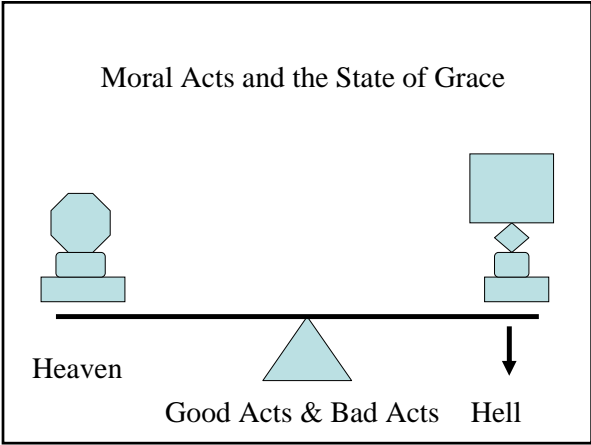 Moral Acts and the State of Grace
Heaven
Good Acts & Bad Acts
Hell